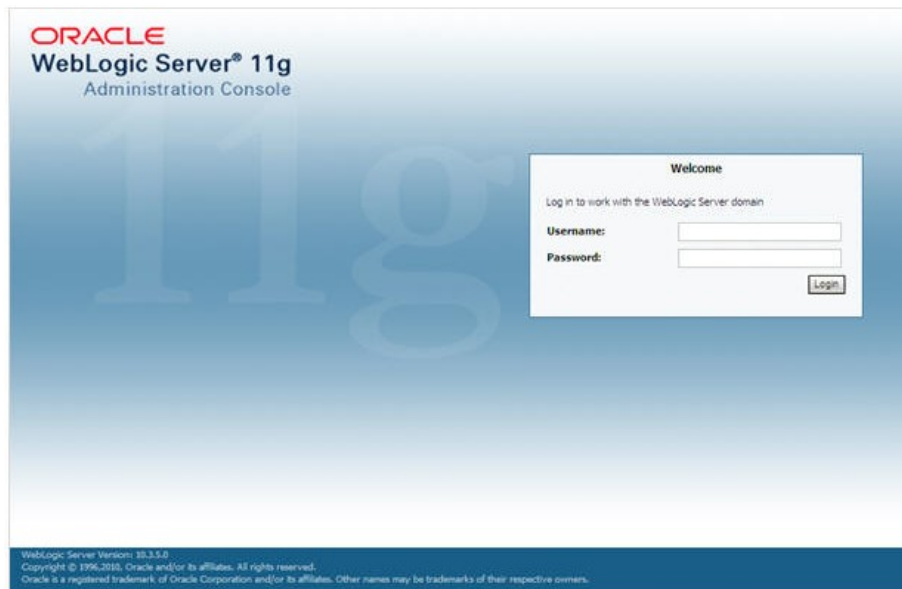 ORACLE
WebLogic Server® 11g
Administration Console
11g
Welcome
Log in to work with the WebLogic Server domain
Username:
Password:
Login
WebLogic Server Version: 10.3.5.0
Copyright © 1996,2010, Oracle and/or its affiliates. All rights reserved.
Oracle is a registered trademark of Oracle Corporation and/or its affiliates. Other names may be trademarks of their respective owners.